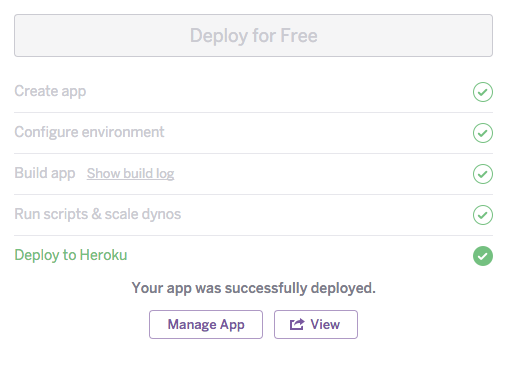 Deploy for Free
Create app
Configure environment
Build app Show build log
Run scripts & scale dynos
Deploy to Heroku
Your app was successfully deployed.
Manage App View